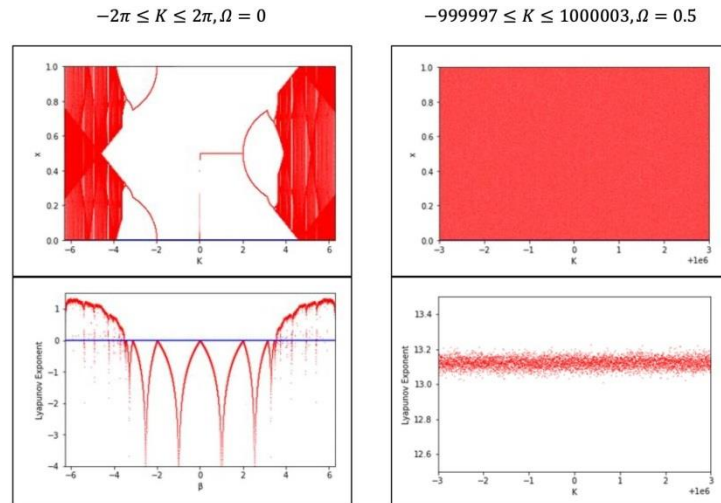 −2π ≤ K ≤ 2π, Ω = 0
−999997 ≤ K ≤ 1000003, Ω = 0.5
1.0
0.8
0.6
0.4
0.2
0.0
x
−6 −4 −2 0 2 4 6
K
1.0
0.8
0.6
0.4
0.2
0.0
x
−3 −2 −1 0 1 2 3
K
+1e6
1
0
−1
−2
−3
−4
Lyapunov Exponent
−6 −4 −2 0 2 4 6
β
13.4
13.2
13.0
12.8
12.6
Lyapunov Exponent
−3 −2 −1 0 1 2 3
K
+1e6